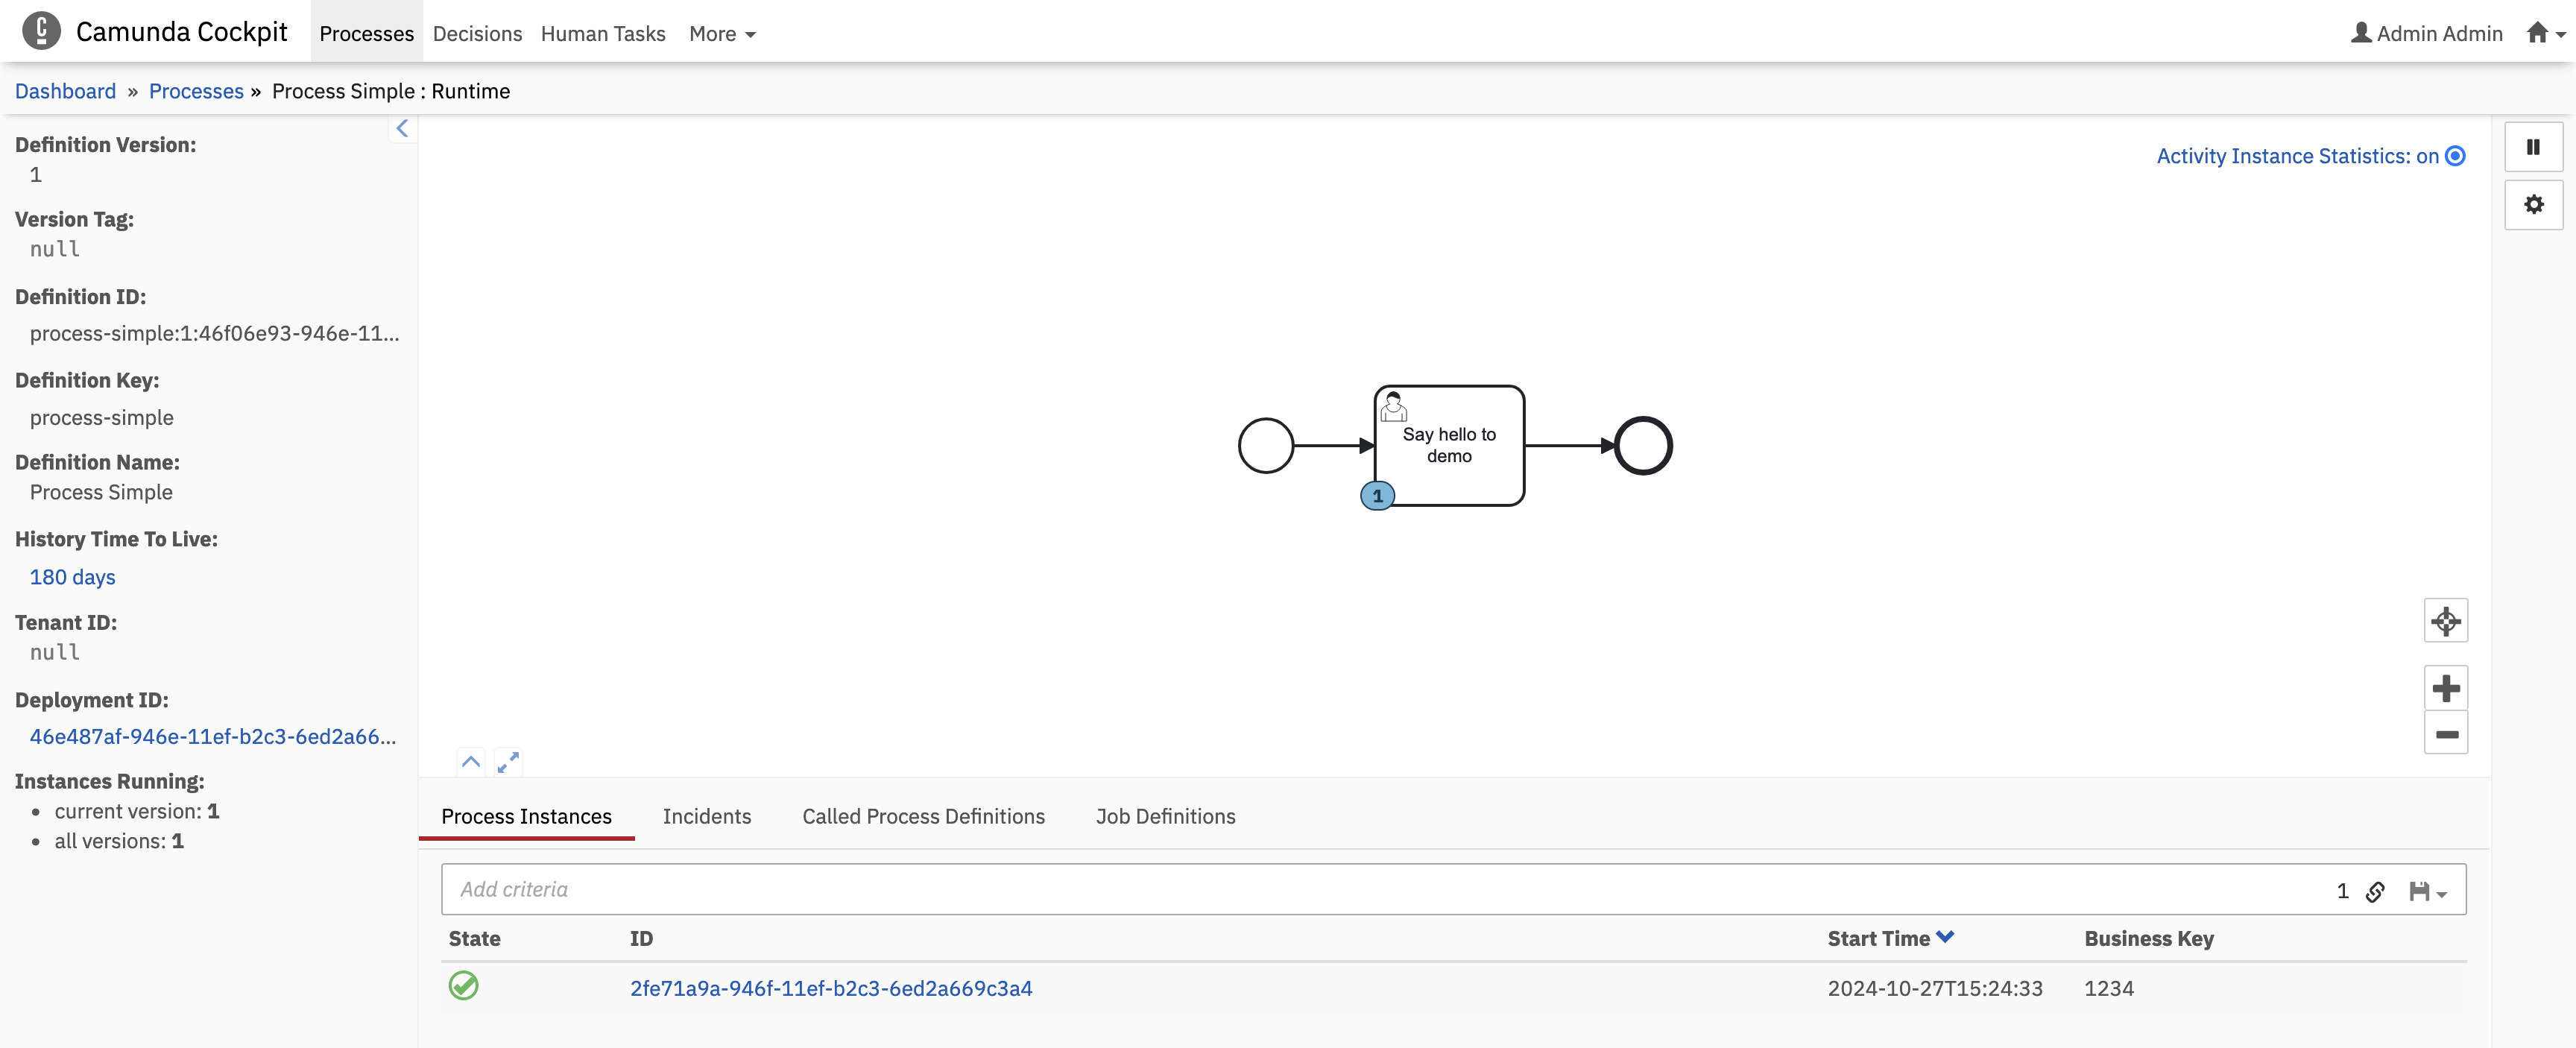 Camunda Cockpit Processes Decisions Human Tasks More Admin Admin
Dashboard » Processes » Process Simple : Runtime
Definition Version:
1
Version Tag:
null
Definition ID:
process-simple:1:46f06e93-946e-11...
Definition Key:
process-simple
Definition Name:
Process Simple
History Time To Live:
180 days
Tenant ID:
null
Deployment ID:
46e487af-946e-11ef-b2c3-6ed2a66...
Instances Running:
• current version: 1
• all versions: 1
Activity Instance Statistics: on
Say hello to
demo
1
Process Instances Incidents Called Process Definitions Job Definitions
Add criteria 1
State ID Start Time Business Key
2fe71a9a-946f-11ef-b2c3-6ed2a669c3a4 2024-10-27T15:24:33 1234